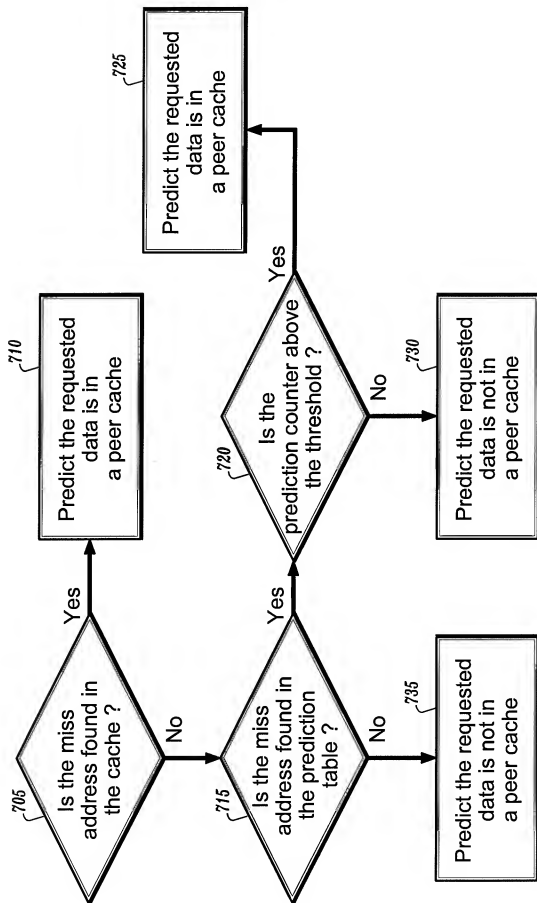 705
Is the miss
address found in
the cache ?
Yes
No
710
Predict the requested
data is in
a peer cache
715
Is the miss
address found in
the prediction
table ?
Yes
No
720
Is the
prediction counter above
the threshold ?
Yes
No
725
Predict the requested
data is in
a peer cache
730
Predict the requested
data is not in
a peer cache
735
Predict the requested
data is not in
a peer cache